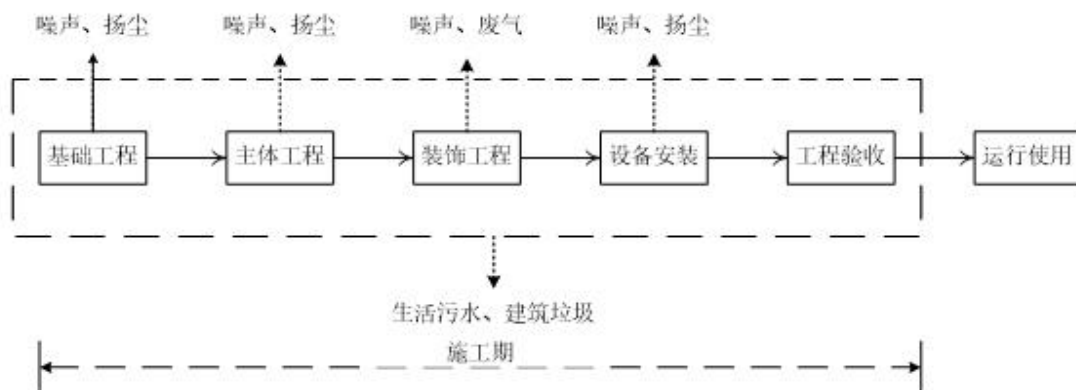 噪声、扬尘 噪声、扬尘 噪声、废气 噪声、扬尘
基础工程 主体工程 装饰工程 设备安装 工程验收 运行使用
生活污水、建筑垃圾
施工期